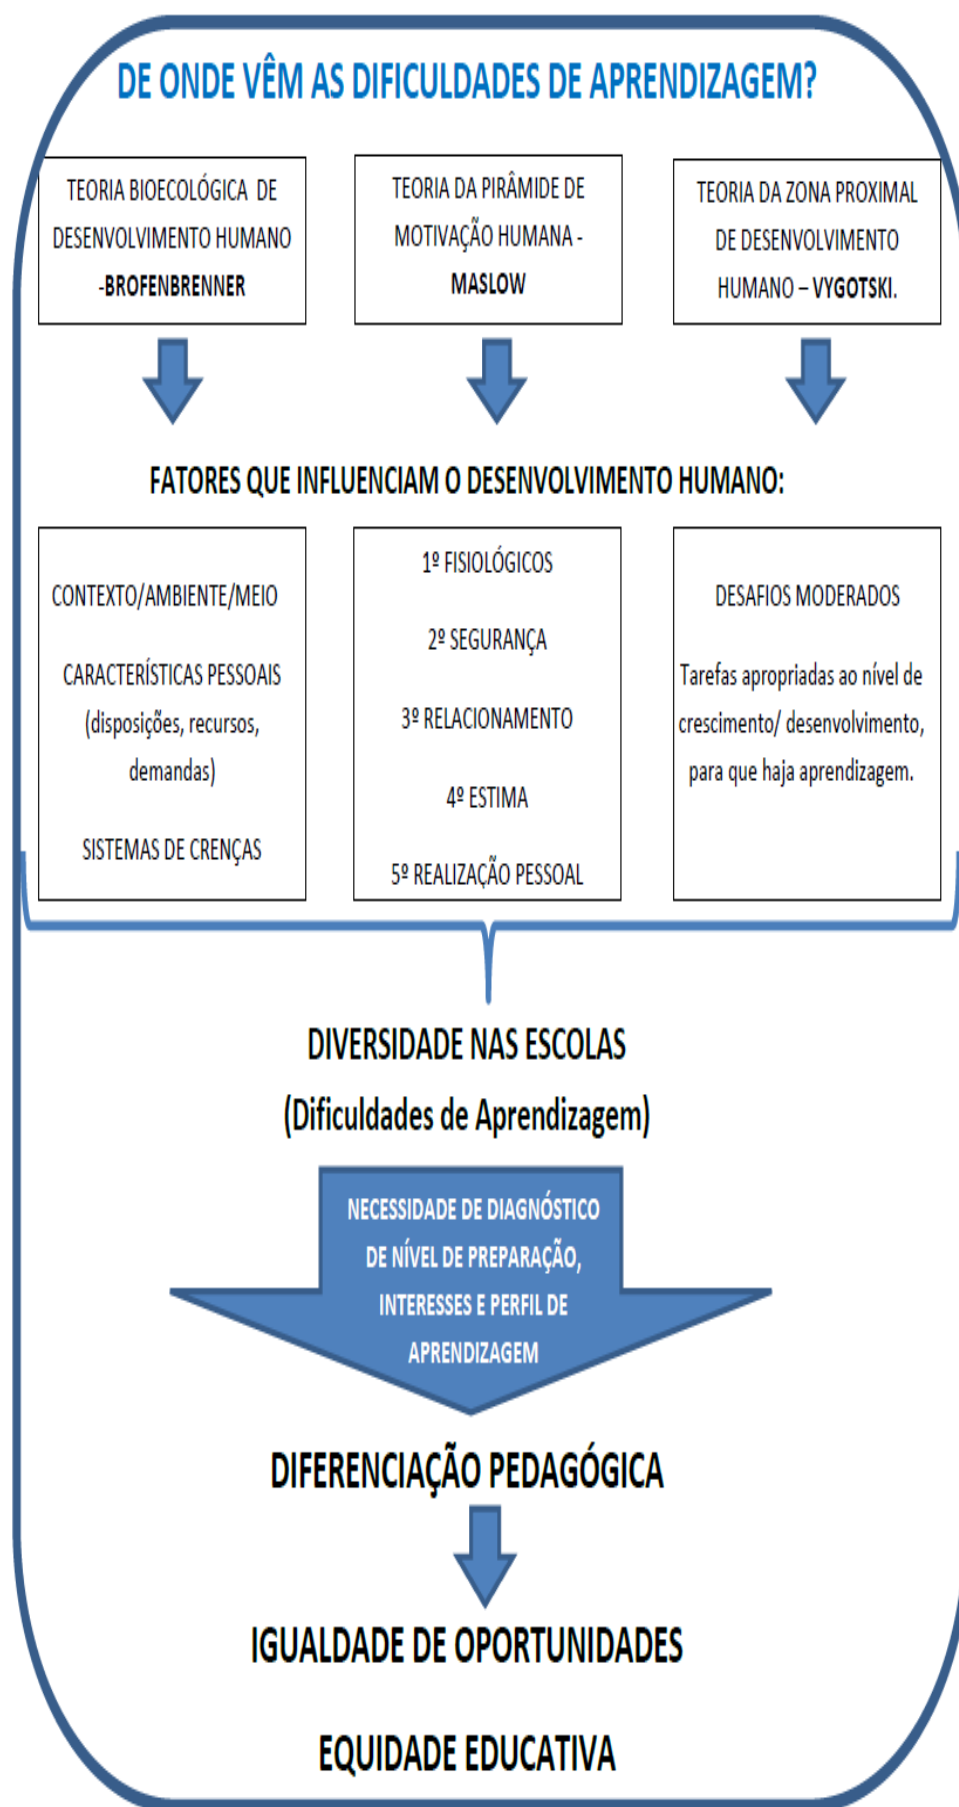 DE ONDE VÊM AS DIFICULDADES DE APRENDIZAGEM?
TEORIA BIOECOLÓGICA DE
DESENVOLVIMENTO HUMANO
-BROFENBRENNER
TEORIA DA PIRÂMIDE DE
MOTIVAÇÃO HUMANA -
MASLOW
TEORIA DA ZONA PROXIMAL
DE DESENVOLVIMENTO
HUMANO – VYGOTSKI.
FATORES QUE INFLUENCIAM O DESENVOLVIMENTO HUMANO:
CONTEXTO/AMBIENTE/MEIO
CARACTERÍSTICAS PESSOAIS
(disposições, recursos,
demandas)
SISTEMAS DE CRENÇAS
1º FISIOLÓGICOS
2º SEGURANÇA
3º RELACIONAMENTO
4º ESTIMA
5º REALIZAÇÃO PESSOAL
DESAFIOS MODERADOS
Tarefas apropriadas ao nível de
crescimento/ desenvolvimento,
para que haja aprendizagem.
DIVERSIDADE NAS ESCOLAS
(Dificuldades de Aprendizagem)
NECESSIDADE DE DIAGNÓSTICO
DE NÍVEL DE PREPARAÇÃO,
INTERESSES E PERFIL DE
APRENDIZAGEM
DIFERENCIAÇÃO PEDAGÓGICA
IGUALDADE DE OPORTUNIDADES
EQUIDADE EDUCATIVA